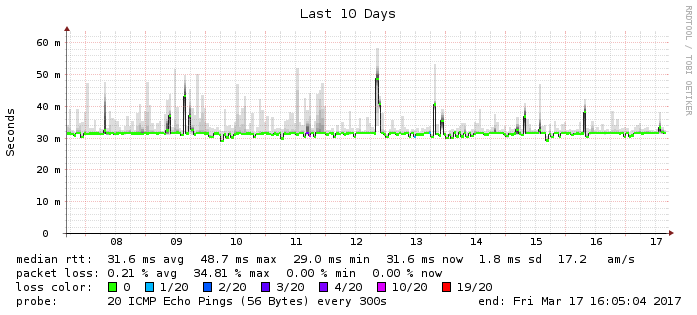 Last 10 Days
RRDTOOL / TOBI OETIKER
Seconds
60 m
50 m
40 m
30 m
20 m
10 m
0
08 09 10 11 12 13 14 15 16 17
median rtt: 31.6 ms avg 48.7 ms max 29.0 ms min 31.6 ms now 1.8 ms sd 17.2 am/s
packet loss: 0.21 % avg 34.81 % max 0.00 % min 0.00 % now
loss color: 0 1/20 2/20 3/20 4/20 10/20 19/20
probe: 20 ICMP Echo Pings (56 Bytes) every 300s end: Fri Mar 17 16:05:04 2017